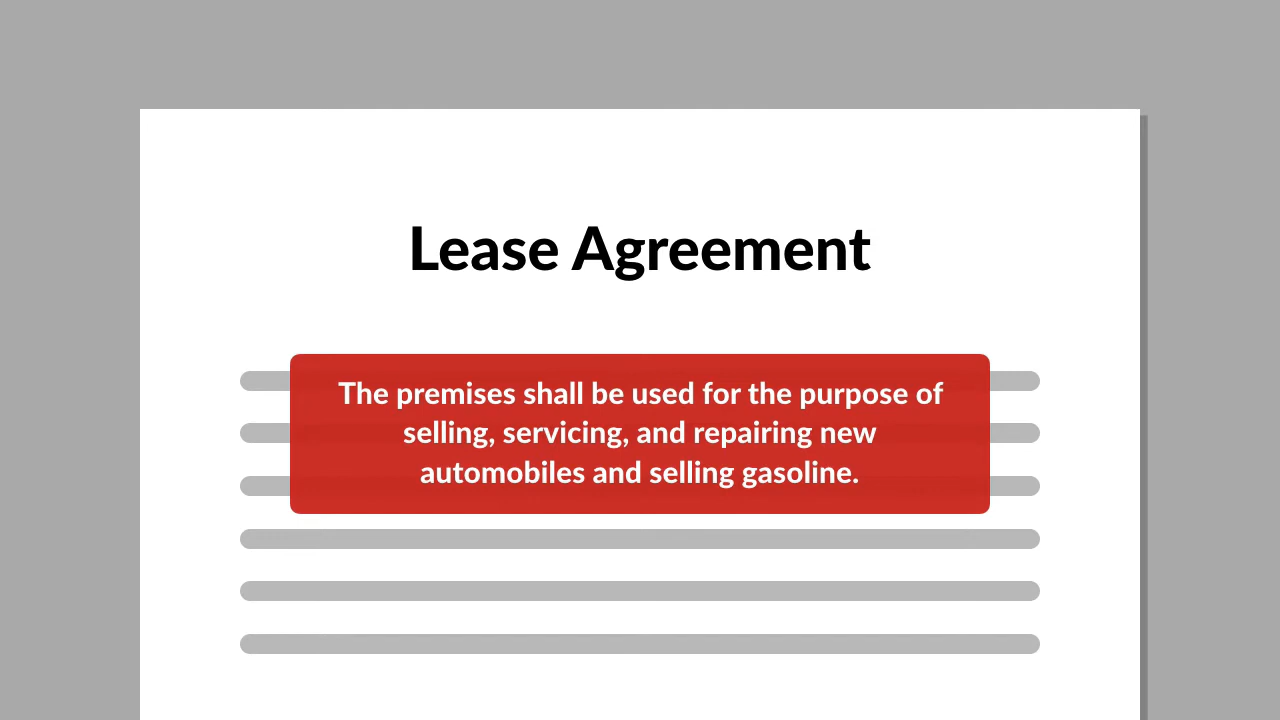 Lease Agreement
The premises shall be used for the purpose of
selling, servicing, and repairing new
automobiles and selling gasoline.